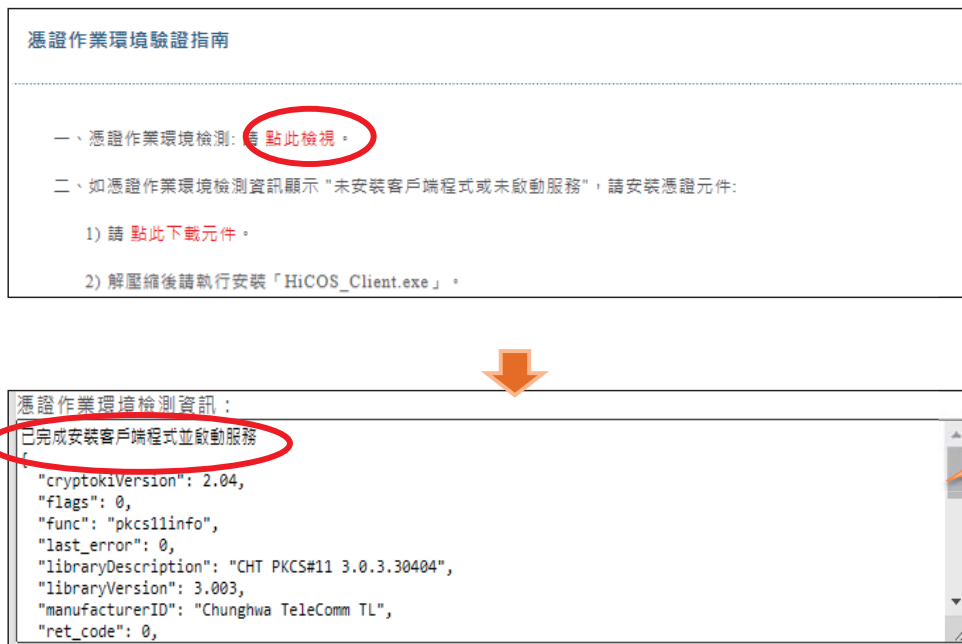 憑證作業環境驗證指南
一、憑證作業環境檢測: 請 點此檢視。
二、如憑證作業環境檢測資訊顯示 "未安裝客戶端程式或未啟動服務"，請安裝憑證元件:
1) 請 點此下載元件。
2) 解壓縮後請執行安裝「HiCOS_Client.exe」。
憑證作業環境檢測資訊：
已完成安裝客戶端程式並啟動服務
{
"cryptokiVersion": 2.04,
"flags": 0,
"func": "pkcs11info",
"last_error": 0,
"libraryDescription": "CHT PKCS#11 3.0.3.30404",
"libraryVersion": 3.003,
"manufacturerID": "Chunghwa TeleComm TL",
"ret_code": 0,